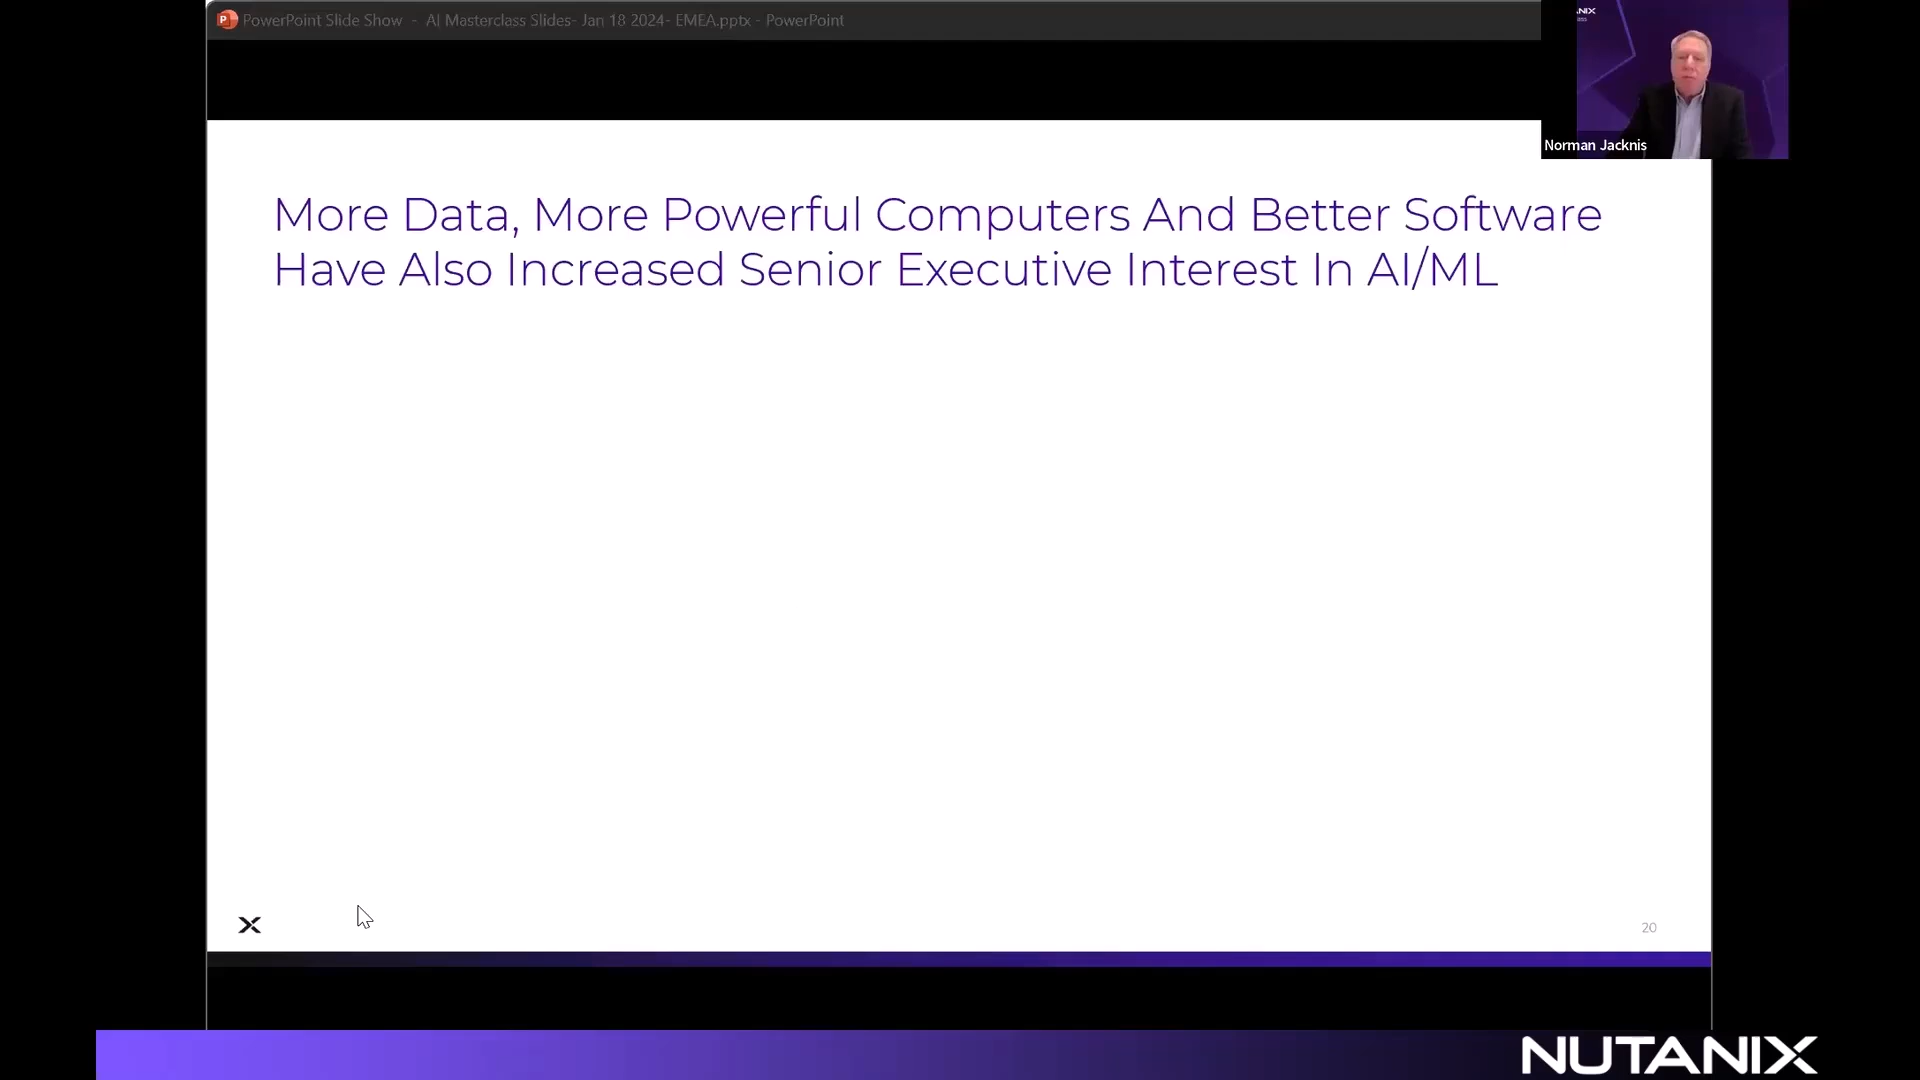 PowerPoint Slide Show - AI Masterclass Slides- Jan 18 2024- EMEA.pptx - PowerPoint
Norman Jacknis
More Data, More Powerful Computers And Better Software
Have Also Increased Senior Executive Interest In AI/ML
20
NUTANIX